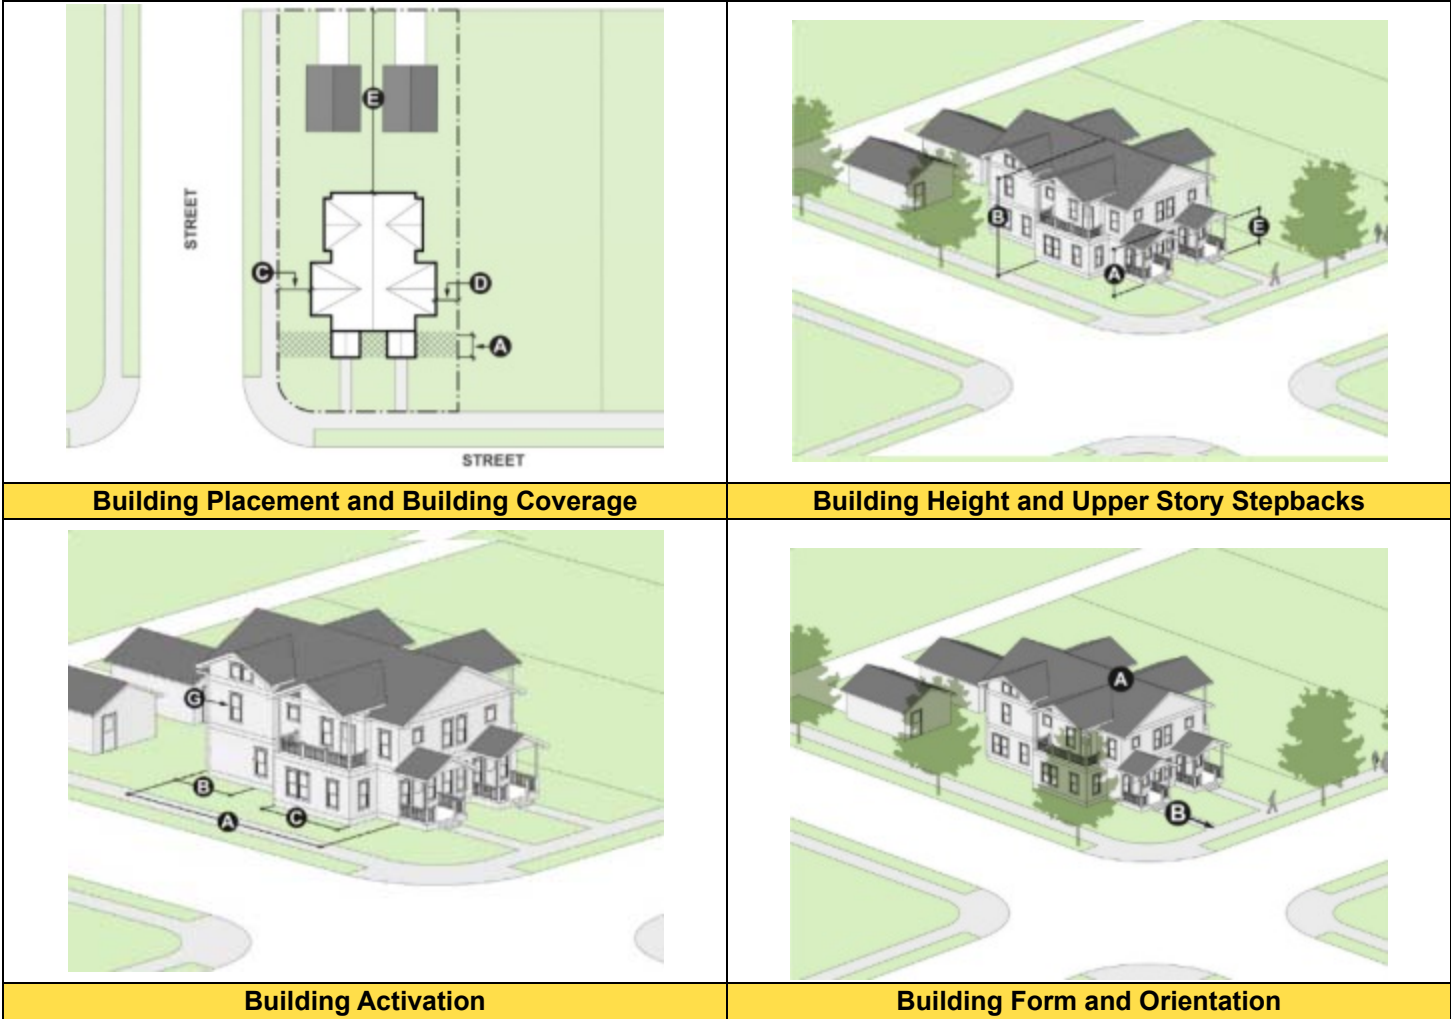 E
STREET
C
D
A
STREET
B
E
A
Building Placement and Building Coverage
Building Height and Upper Story Stepbacks
G
B
C
A
A
B
Building Activation
Building Form and Orientation